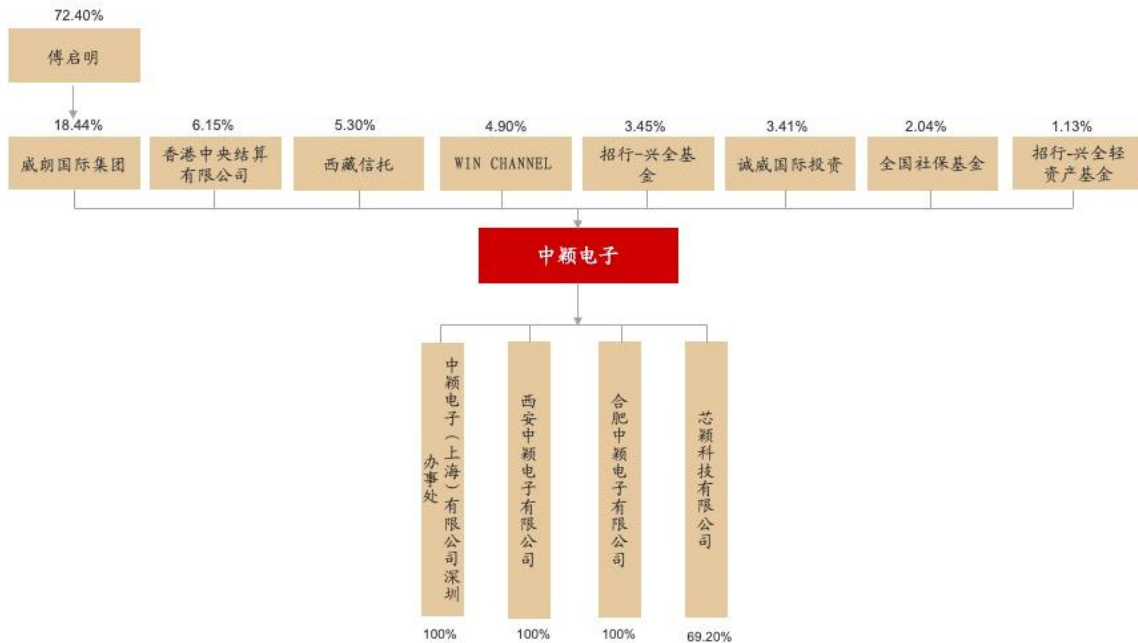 72.40%
傅启明
18.44%
6.15%
5.30%
4.90%
3.45%
3.41%
2.04%
1.13%
威朗国际集团
香港中央结算
有限公司
西藏信托
WIN CHANNEL
招行-兴全基
金
诚威国际投资
全国社保基金
招行-兴全轻
资产基金
中颖电子
中颖电子（上海）有限公司深圳
办事处
西安中颖电子有限公司
合肥中颖电子有限公司
芯颖科技有限公司
100%
100%
100%
69.20%